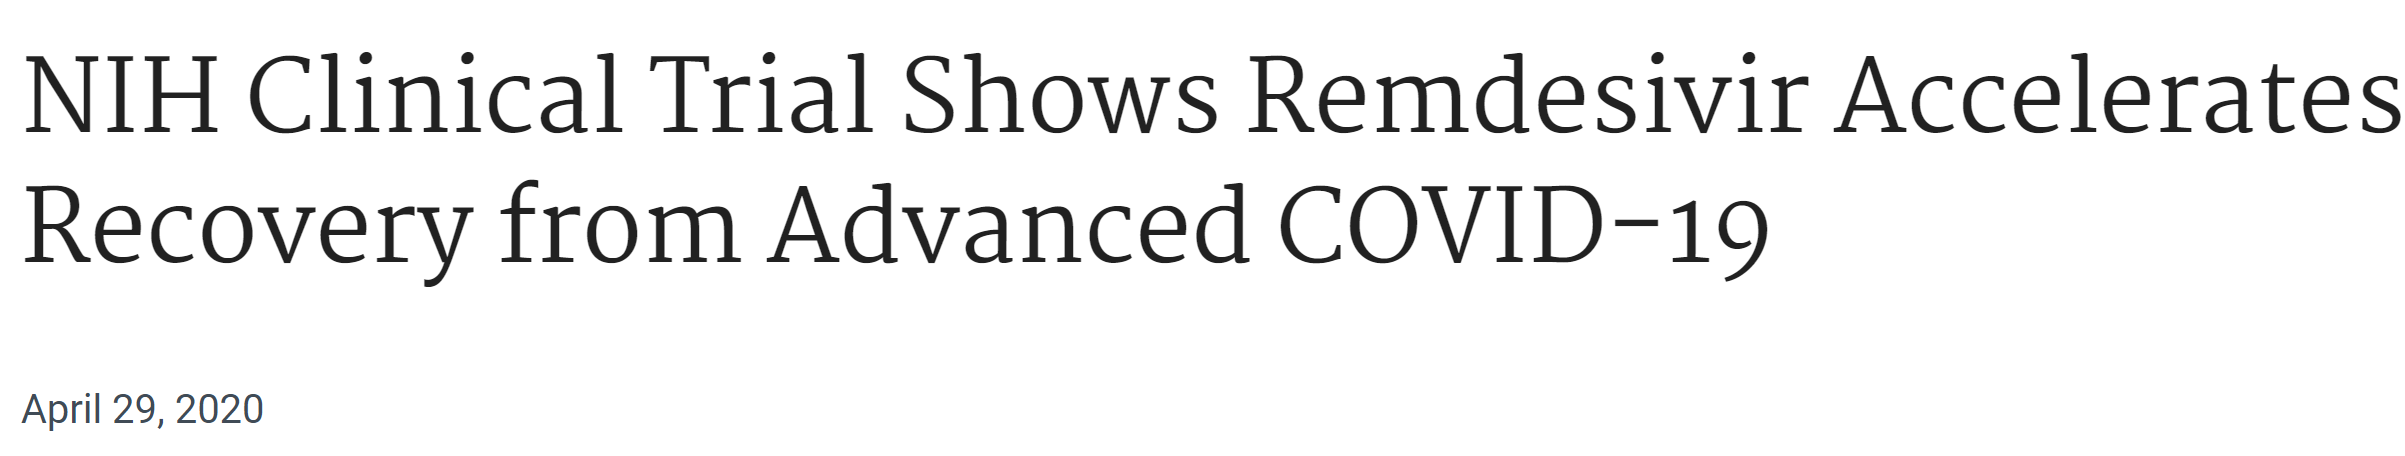 NIH Clinical Trial Shows Remdesivir Accelerates
Recovery from Advanced COVID-19
April 29, 2020